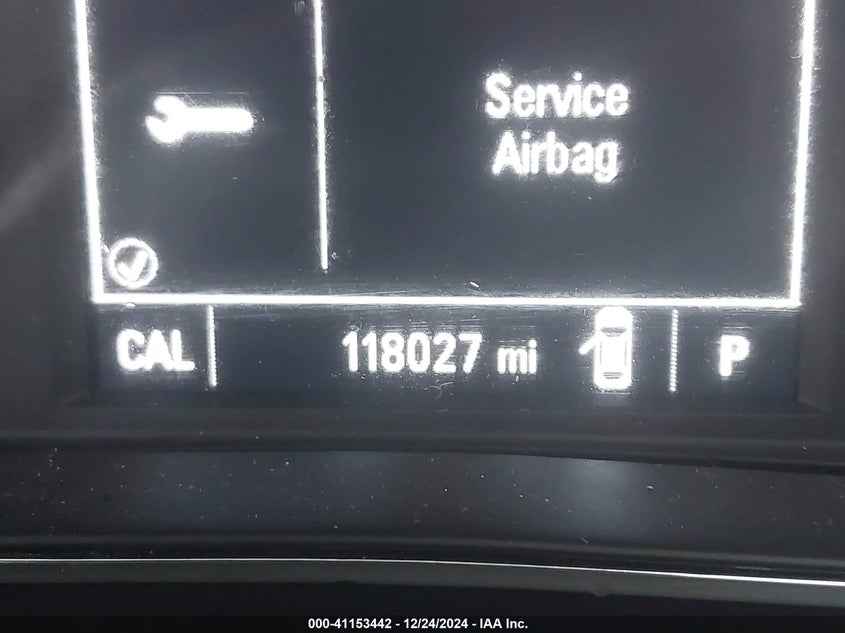 Service
Airbag
CAL 118027 mi P
000-41153442 - 12/24/2024 - IAA Inc.